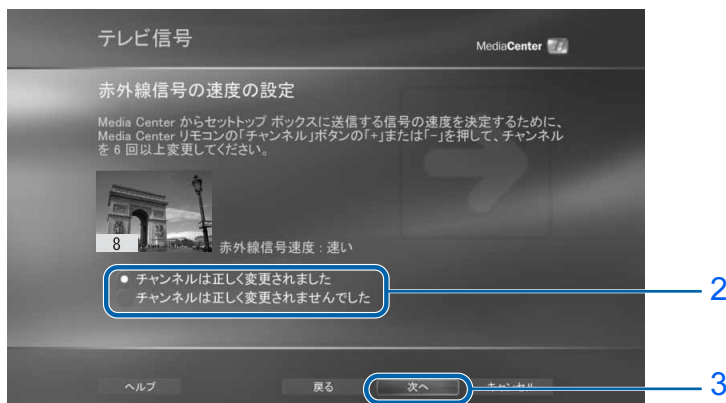 テレビ信号
MediaCenter
赤外線信号の速度の設定
Media Center からセットトップ ボックスに送信する信号の速度を決定するために、
Media Center リモコンの「チャンネル」ボタンの「+」または「-」を押して、チャンネル
を 6 回以上変更してください。
8
赤外線信号速度 : 速い
チャンネルは正しく変更されました
チャンネルは正しく変更されませんでした
2
ヘルプ 戻る 次へ キャンセル
3